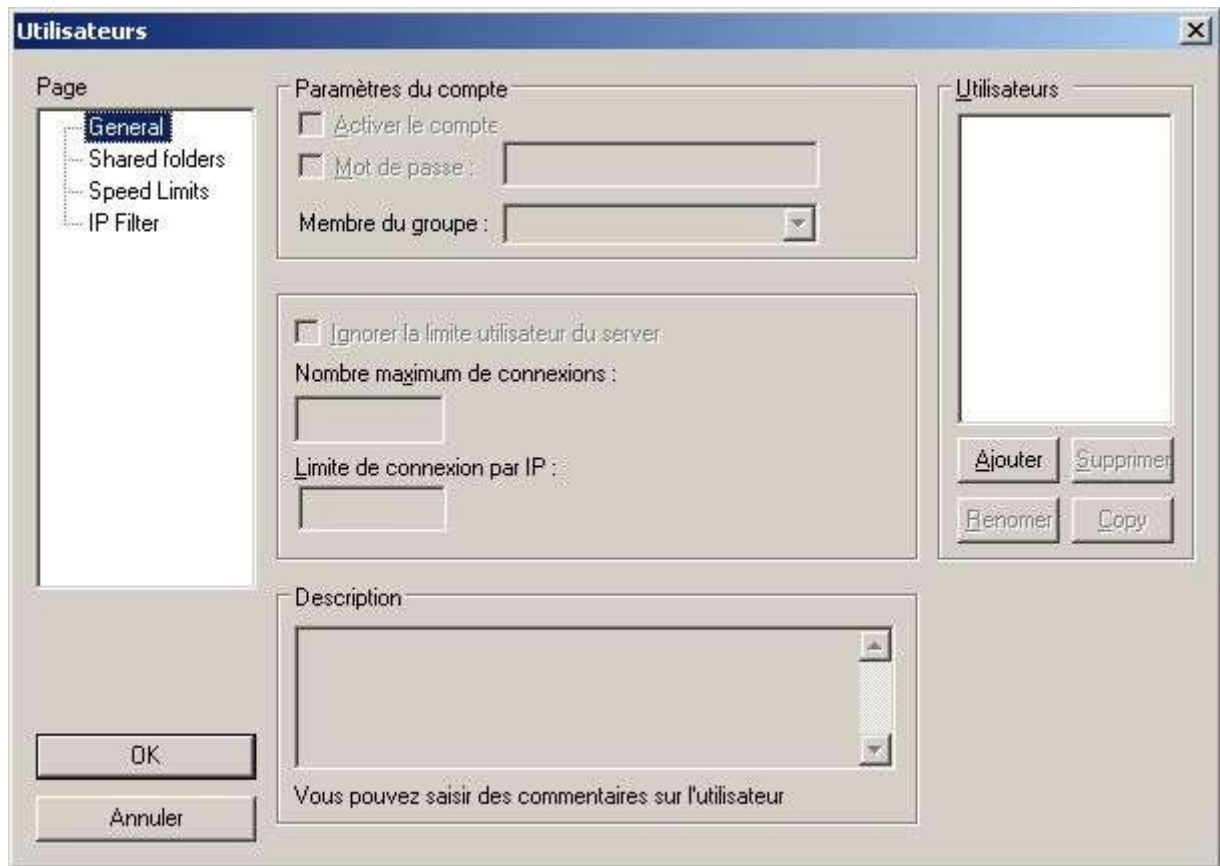 Utilisateurs
Page
General
Shared folders
Speed Limits
IP Filter
OK
Annuler
Paramètres du compte
Activer le compte
Mot de passe :
Membre du groupe :
Ignorer la limite utilisateur du server
Nombre maximum de connexions :
Limite de connexion par IP :
Description
Vous pouvez saisir des commentaires sur l'utilisateur
Utilisateurs
Ajouter
Supprimer
Renomer
Copy